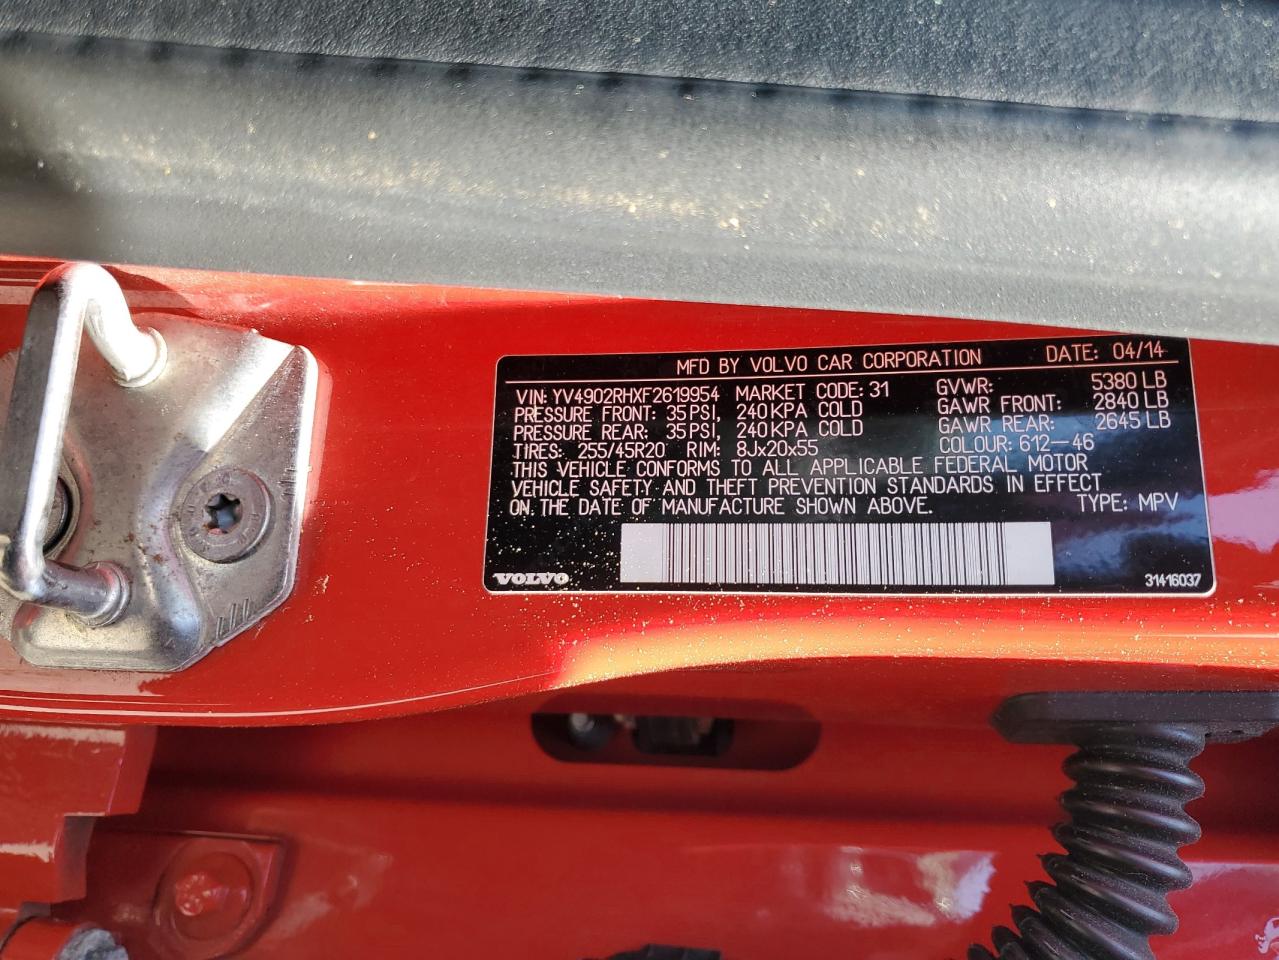 MFD BY VOLVO CAR CORPORATION DATE: 04/14
VIN: YV4902RHXF2619954 MARKET CODE: 31 GVWR: 5380 LB
PRESSURE FRONT: 35 PSI, 240 KPA COLD GAWR FRONT: 2840 LB
PRESSURE REAR: 35 PSI, 240 KPA COLD GAWR REAR: 2645 LB
TIRES: 255/45R20 RIM: 8Jx20x55 COLOUR: 612-46
THIS VEHICLE CONFORMS TO ALL APPLICABLE FEDERAL MOTOR
VEHICLE SAFETY AND THEFT PREVENTION STANDARDS IN EFFECT
ON THE DATE OF MANUFACTURE SHOWN ABOVE. TYPE: MPV
VOLVO 31416037